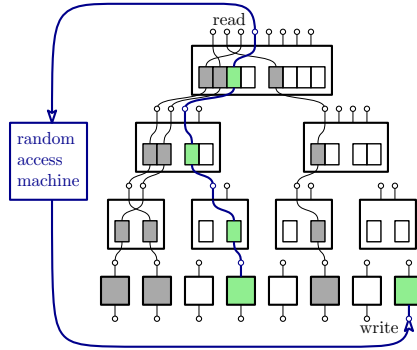 read
random
access
machine
write